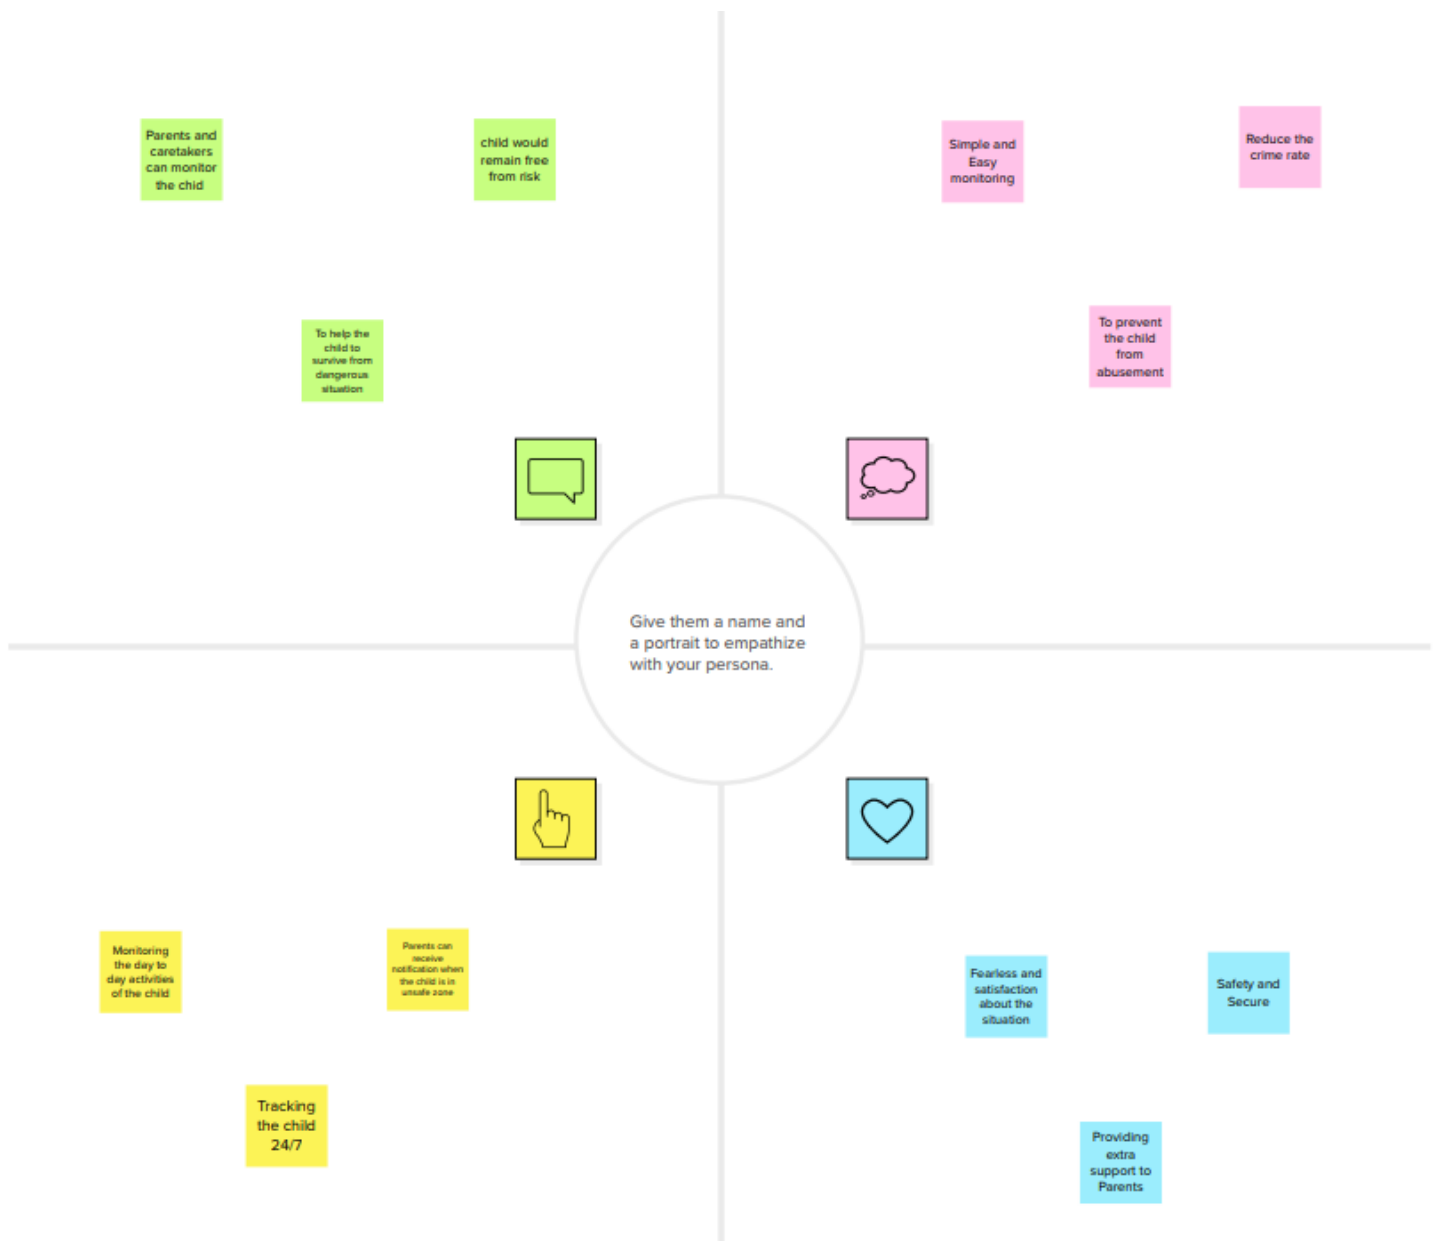 Parents and
caretakers
can monitor
the chid
child would
remain free
from risk
To help the
child to
survive from
dangerous
situation
Simple and
Easy
monitoring
Reduce the
crime rate
To prevent
the child
from
abusement
Give them a name and
a portrait to empathize
with your persona.
Monitoring
the day to
day activities
of the child
Parents can
receive
notification when
the child is in
unsafe zone
Tracking
the child
24/7
Fearless and
satisfaction
about the
situation
Safety and
Secure
Providing
extra
support to
Parents